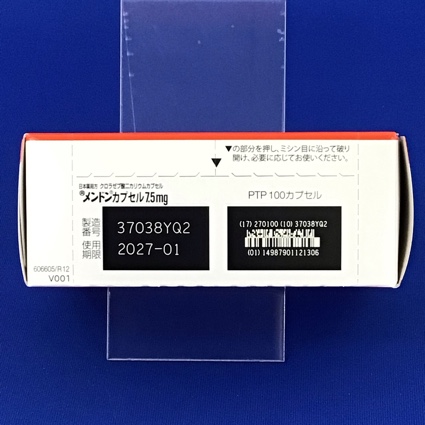 ▼の部分を押し、ミシン目に沿って破り
開け、必要に応じてお使いください。
▼
日本薬局方 クロラゼプ酸二カリウムカプセル
®メンドンカプセル7.5mg
PTP 100カプセル
製造番号 37038YQ2
使用期限 2027-01
(17) 270100 (10) 37038YQ2
(01) 14987901121306
606605/R12
V001